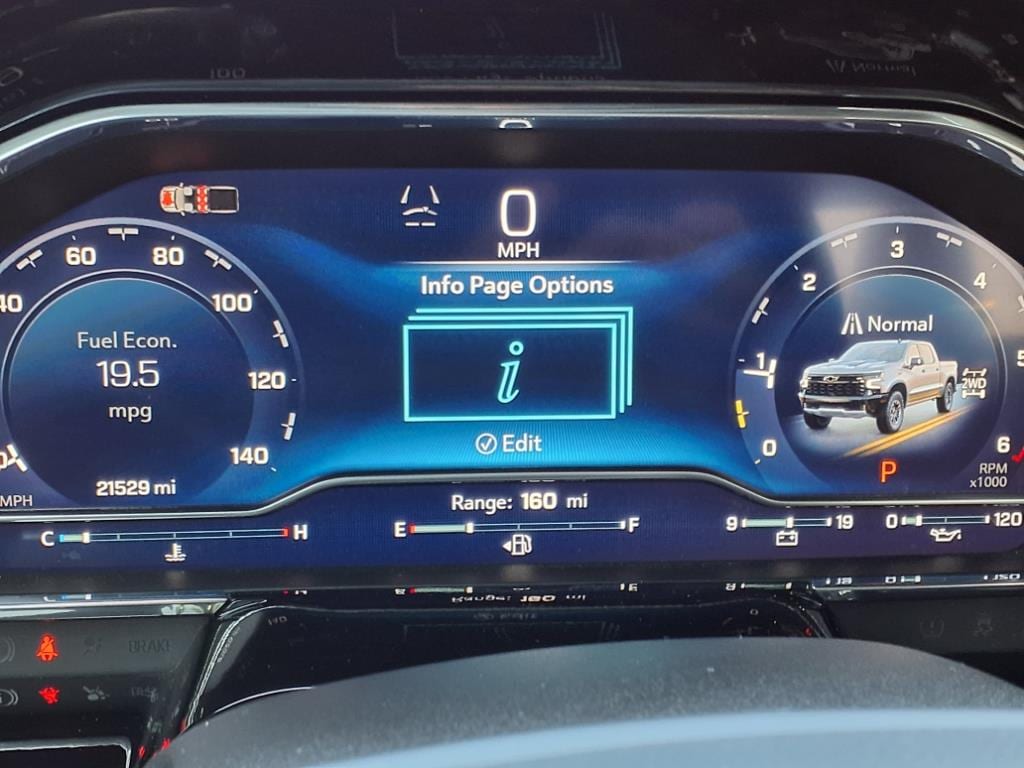 0
MPH
Info Page Options
i
Edit
40
60
80
100
120
140
MPH
Fuel Econ.
19.5
mpg
21529 mi
0
1
2
3
4
5
6
RPM
x1000
Normal
2WD
P
Range: 160 mi
C H
E F
9 19
0 120
BRAKE